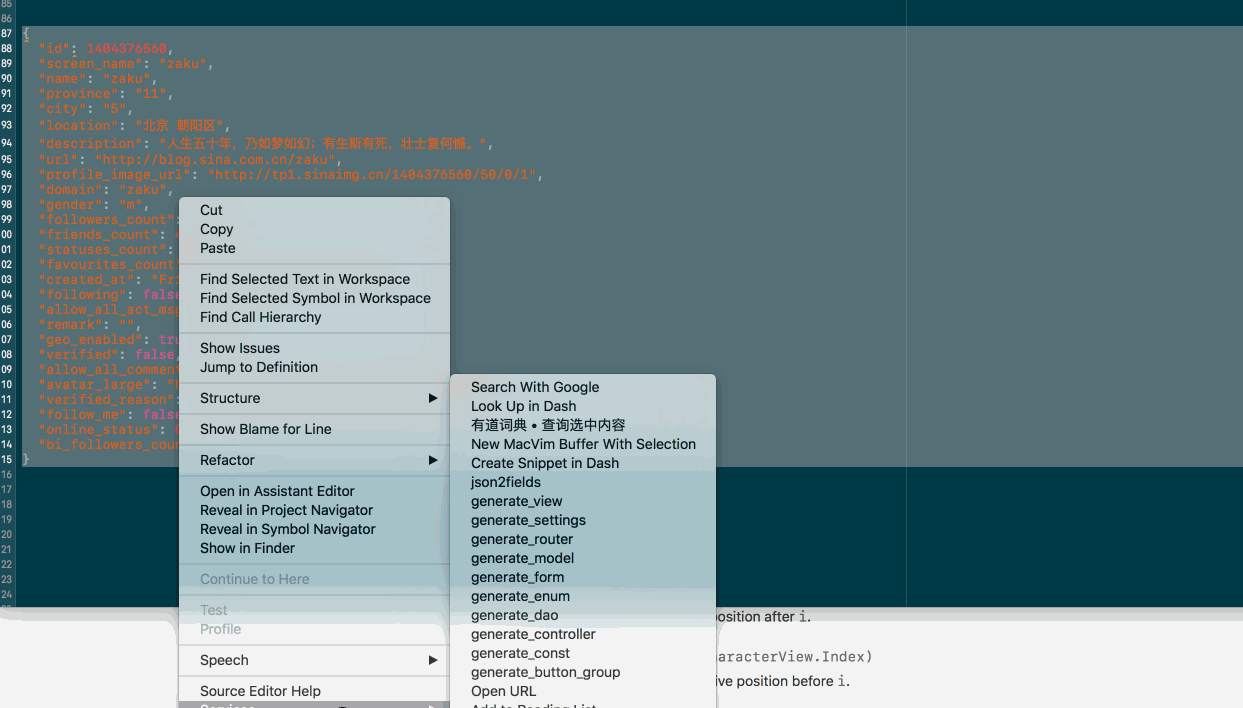 85
86
87 {
88 "id": 1404376560,
89 "screen_name": "zaku",
90 "name": "zaku",
91 "province": "11",
92 "city": "5",
93 "location": "北京 朝阳区",
94 "description": "人生五十年，乃如梦如幻；有生斯有死，壮士复何憾。",
95 "url": "http://blog.sina.com.cn/zaku",
96 "profile_image_url": "http://tp1.sinaimg.cn/1404376560/50/0/1",
97 "domain": "zaku",
98 "gender": "m",
99 "followers_count":
00 "friends_count":
01 "statuses_count":
02 "favourites_count
03 "created_at": "Fri
04 "following": false
05 "allow_all_act_msg
06 "remark": "",
07 "geo_enabled": tru
08 "verified": false,
09 "allow_all_comment
10 "avatar_large": "
11 "verified_reason":
12 "follow_me": false
13 "online_status":
14 "bi_followers_coun
15 }
16
17
18
19
20
21
22
23
24
Cut
Copy
Paste
Find Selected Text in Workspace
Find Selected Symbol in Workspace
Find Call Hierarchy
Show Issues
Jump to Definition
Structure
Show Blame for Line
Refactor
Open in Assistant Editor
Reveal in Project Navigator
Reveal in Symbol Navigator
Show in Finder
Continue to Here
Test
Profile
Speech
Source Editor Help
Services
Search With Google
Look Up in Dash
有道词典 • 查询选中内容
New MacVim Buffer With Selection
Create Snippet in Dash
json2fields
generate_view
generate_settings
generate_router
generate_model
generate_form
generate_enum
generate_dao
generate_controller
generate_const
generate_button_group
Open URL
Add to Reading List
osition after i.
aracterView.Index)
ive position before i.